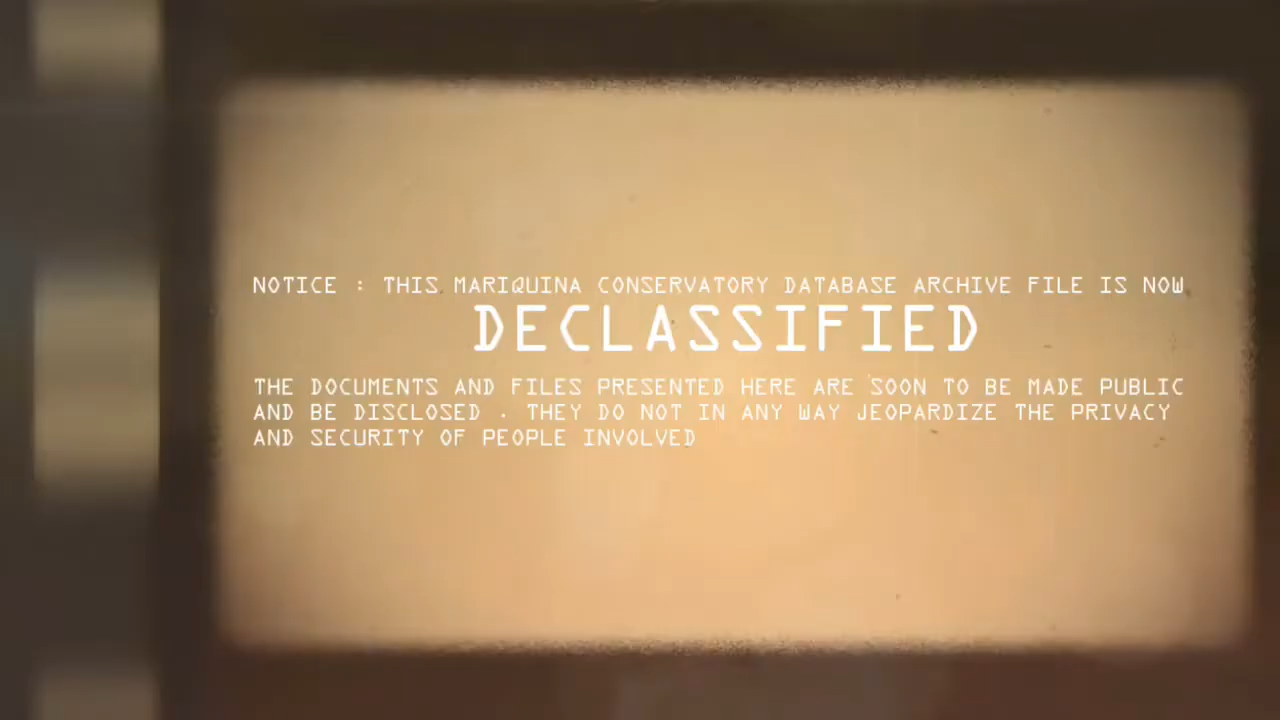 NOTICE : THIS MARIQUINA CONSERVATORY DATABASE ARCHIVE FILE IS NOW
DECLASSIFIED
THE DOCUMENTS AND FILES PRESENTED HERE ARE SOON TO BE MADE PUBLIC
AND BE DISCLOSED . THEY DO NOT IN ANY WAY JEOPARDIZE THE PRIVACY
AND SECURITY OF PEOPLE INVOLVED